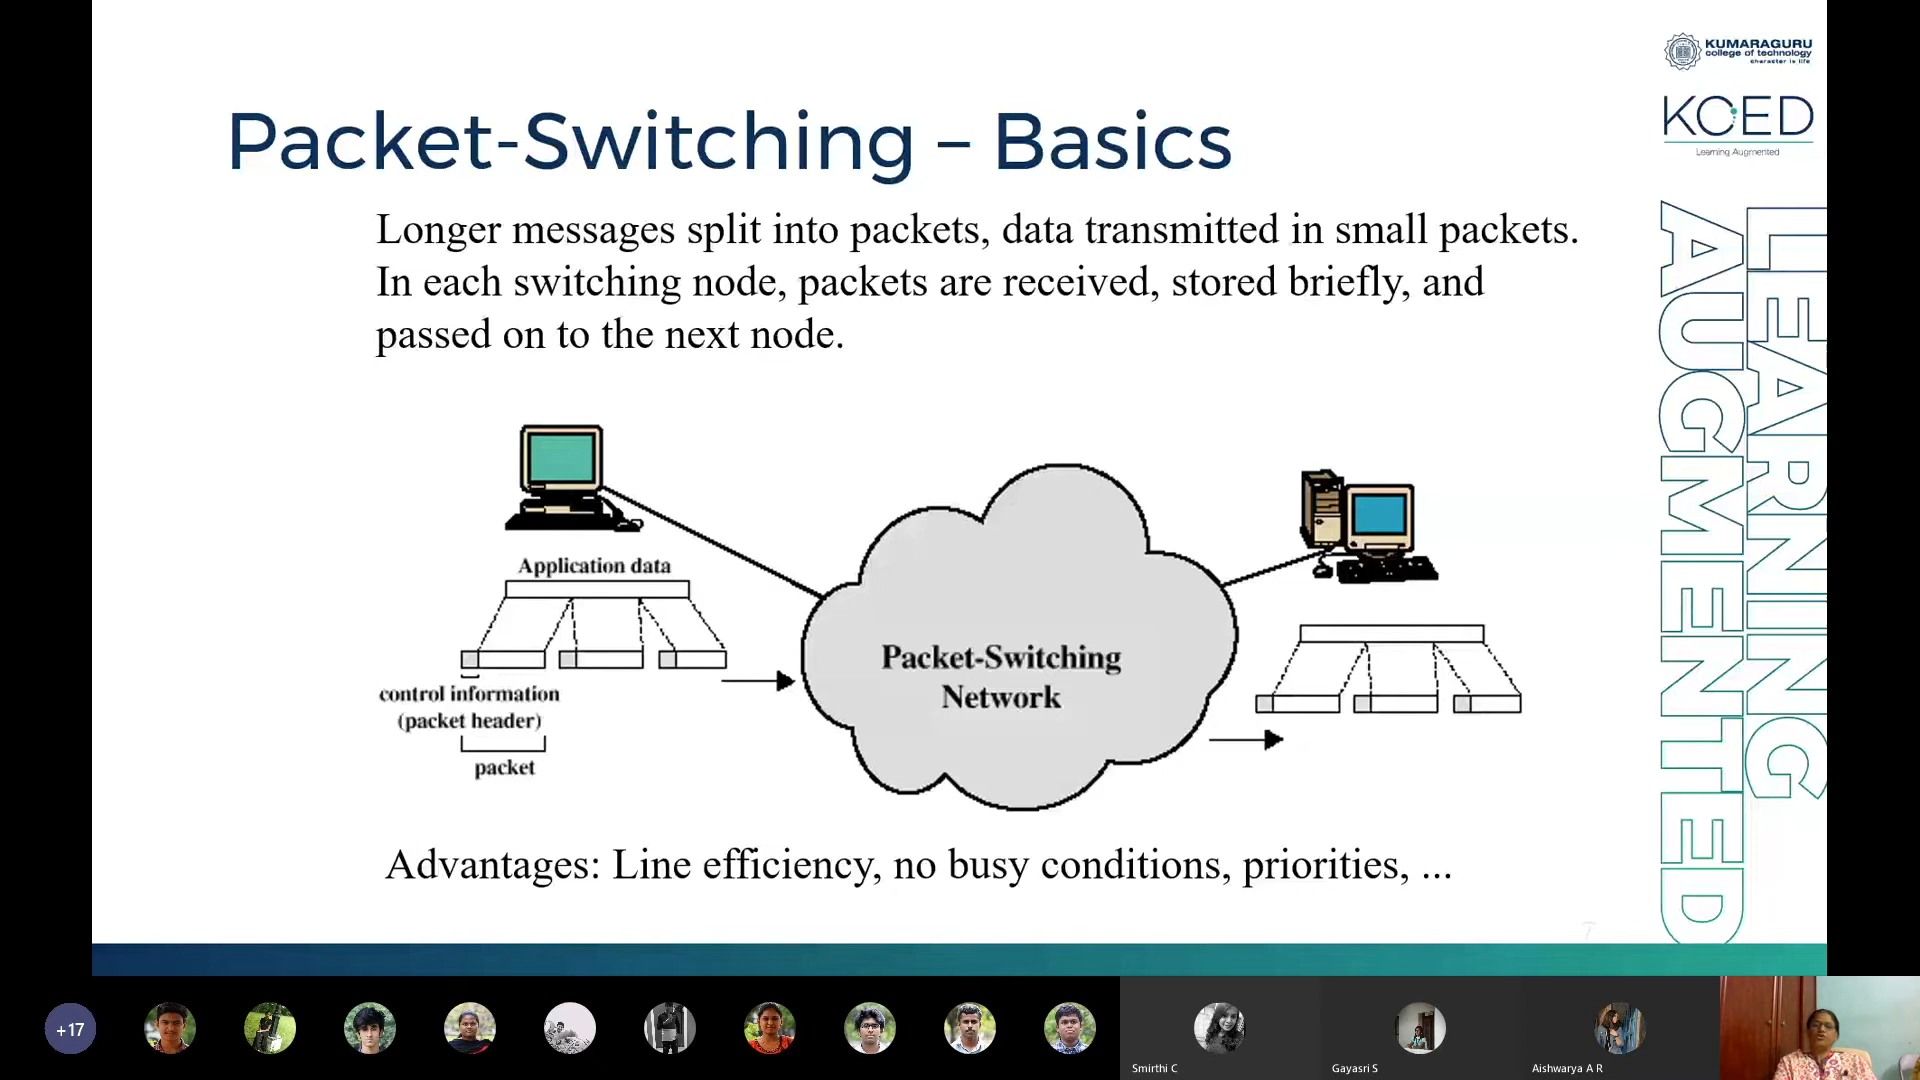 KUMARAGURU
college of technology
character is life
KCED
Learning Augmented
Packet-Switching – Basics
Longer messages split into packets, data transmitted in small packets.
In each switching node, packets are received, stored briefly, and
passed on to the next node.
Application data
control information
(packet header)
packet
Packet-Switching
Network
Advantages: Line efficiency, no busy conditions, priorities, ...
7
LEARNING
AUGMENTED
+17
Smirthi C
Gayasri S
Aishwarya A R